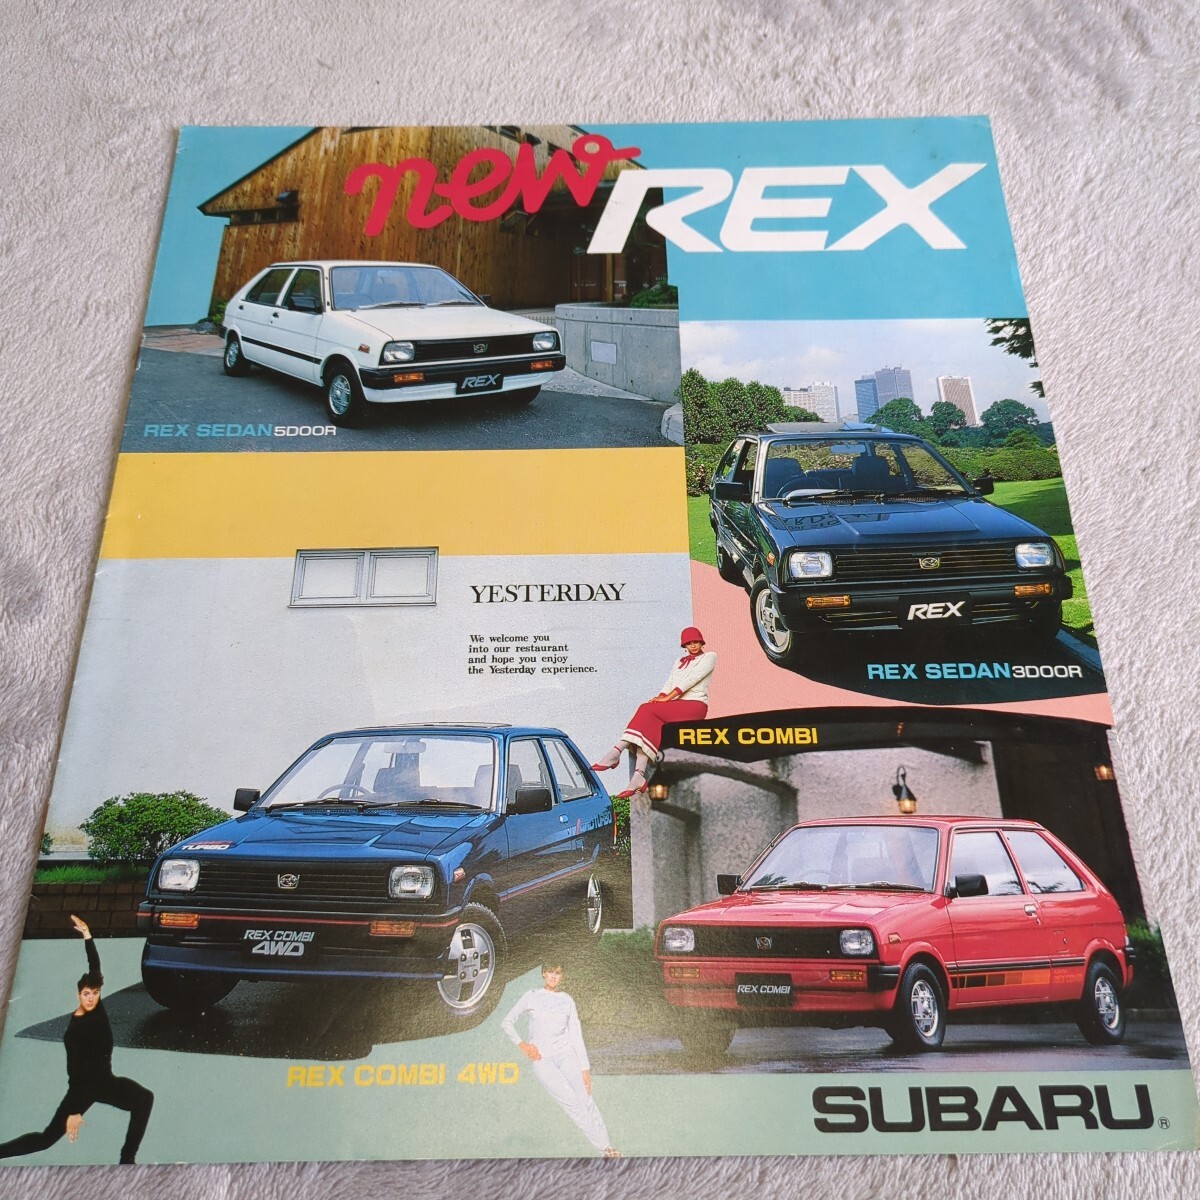 new REX
REX
REX SEDAN 5DOOR
REX
REX SEDAN 3DOOR
YESTERDAY
We welcome you
into our restaurant
and hope you enjoy
the Yesterday experience.
REX COMBI
TURBO
TURBO
REX COMBI
4WD
REX COMBI
REX COMBI 4WD
SUBARU®